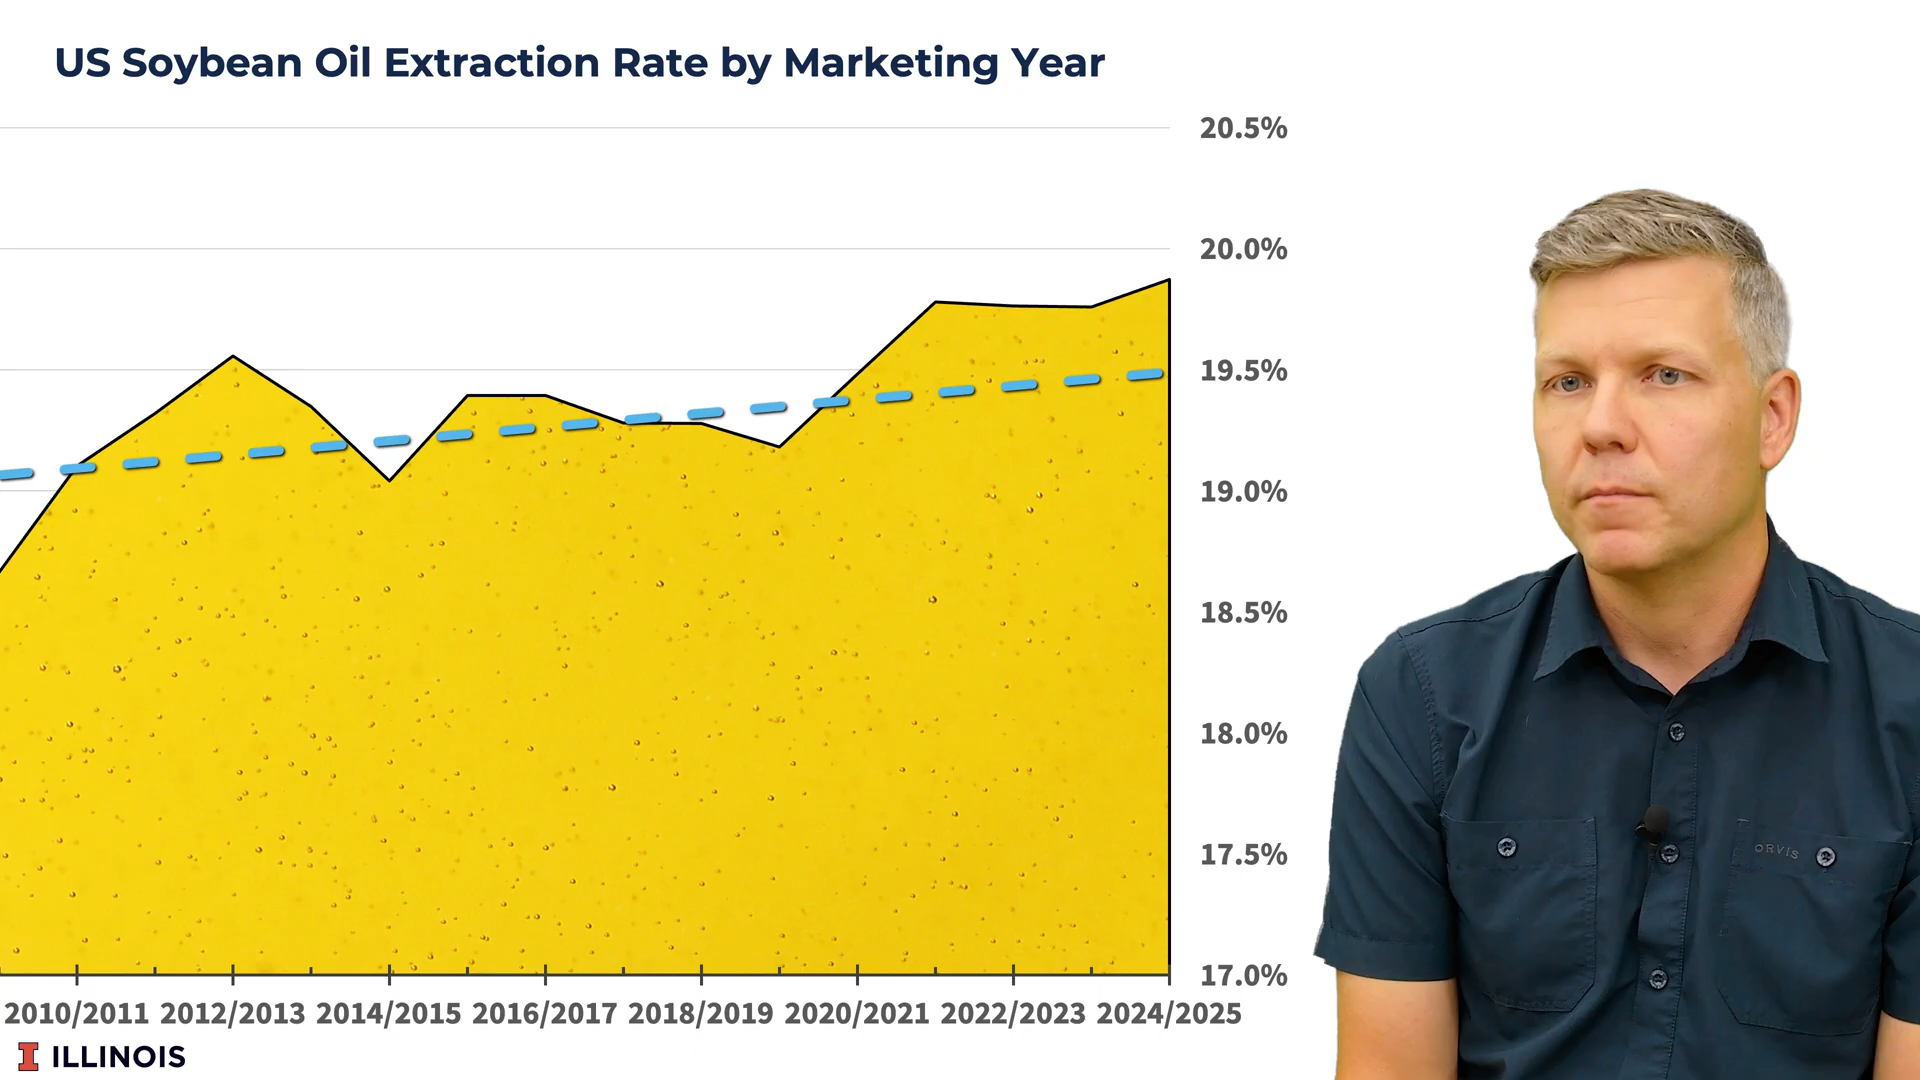 US Soybean Oil Extraction Rate by Marketing Year
20.5%
20.0%
19.5%
19.0%
18.5%
18.0%
17.5%
17.0%
2010/2011 2012/2013 2014/2015 2016/2017 2018/2019 2020/2021 2022/2023 2024/2025
ORVIS
I ILLINOIS